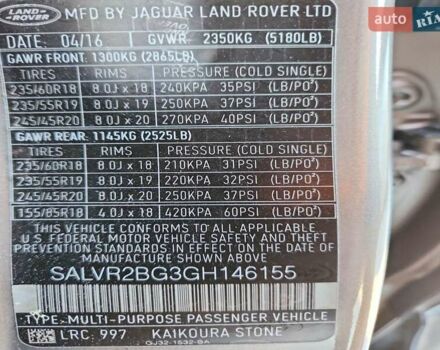 LAND ROVER MFD BY JAGUAR LAND ROVER LTD
DATE: 04/16 GVWR: 2350KG (5180LB)
GAWR FRONT: 1300KG (2865LB)
TIRES RIMS PRESSURE (COLD SINGLE)
235/60R18 8.0J x 18 240KPA 35PSI (LB/PO²)
235/55R19 8.0J x 19 250KPA 37PSI (LB/PO²)
245/45R20 8.0J x 20 270KPA 40PSI (LB/PO²)
GAWR REAR: 1145KG (2525LB)
TIRES RIMS PRESSURE (COLD SINGLE)
235/60R18 8.0J x 18 210KPA 31PSI (LB/PO²)
235/55R19 8.0J x 19 220KPA 32PSI (LB/PO²)
245/45R20 8.0J x 20 250KPA 37PSI (LB/PO²)
155/85R18 4.0J x 18 420KPA 60PSI (LB/PO²)
THIS VEHICLE CONFORMS TO ALL APPLICABLE
U.S FEDERAL MOTOR VEHICLE SAFETY, BUMPER, AND
THEFT PREVENTION STANDARDS IN EFFECT ON THE DATE OF
MANUFACTURE SHOWN ABOVE.
SALVR2BG3GH146155
TYPE: MULTI-PURPOSE PASSENGER VEHICLE
LRC: 997 KAIKOURA STONE
GJ32-1532-BA
AUTO RIA